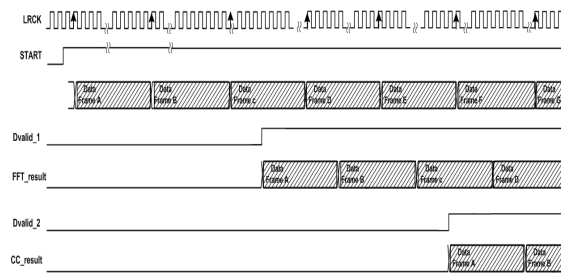 LRCK
START
Data Frame A
Data Frame B
Data Frame c
Data Frame D
Data Frame E
Data Frame F
Data Frame G
Dvalid_1
FFT_result
Data Frame A
Data Frame B
Data Frame c
Data Frame D
Dvalid_2
CC_result
Data Frame A
Data Frame B